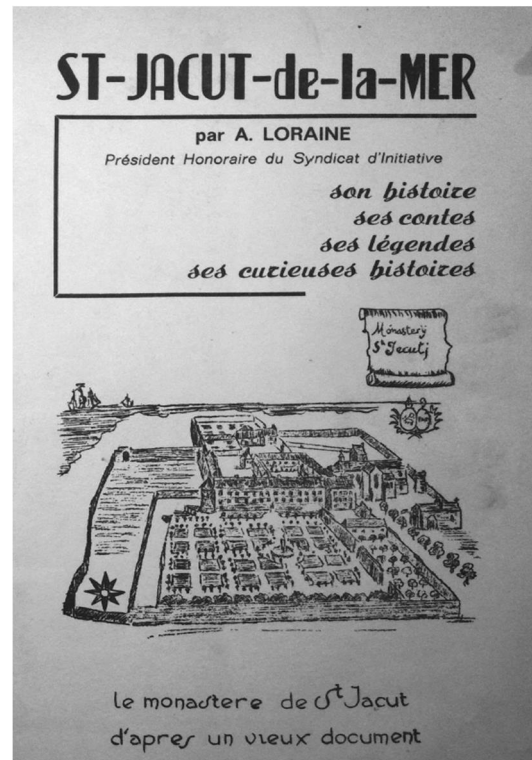 ST-JACUT-de-la-MER
par A. LORAINE
Président Honoraire du Syndicat d'Initiative
son histoire
ses contes
ses légendes
ses curieuses histoires
Monastery
St Jecutj
le monastere de St Jacut
d'apres un vieux document